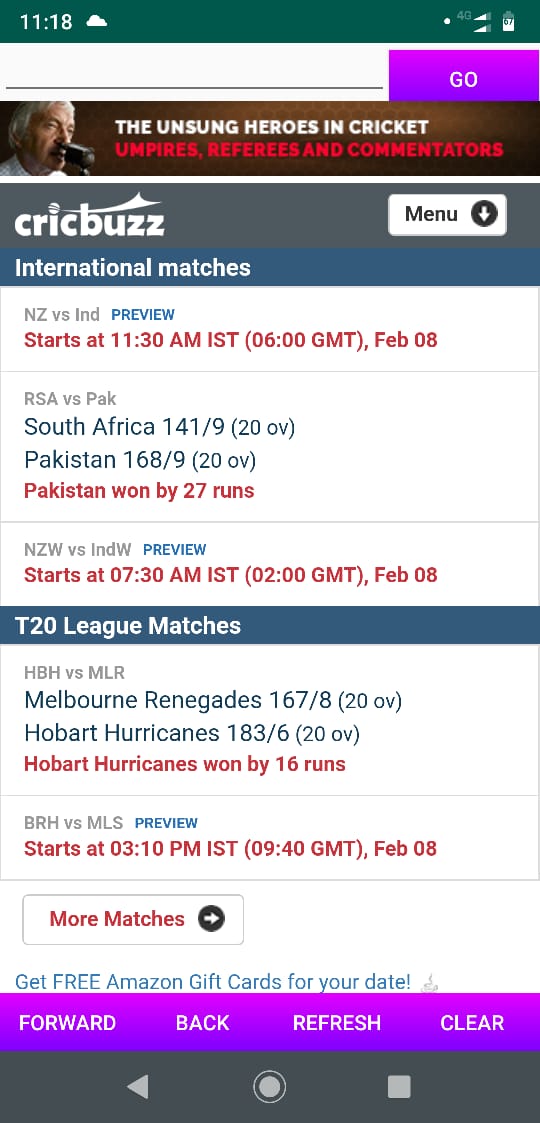 11:18
4G
67
GO
THE UNSUNG HEROES IN CRICKET
UMPIRES, REFEREES AND COMMENTATORS
cricbuzz
Menu
International matches
NZ vs Ind PREVIEW
Starts at 11:30 AM IST (06:00 GMT), Feb 08
RSA vs Pak
South Africa 141/9 (20 ov)
Pakistan 168/9 (20 ov)
Pakistan won by 27 runs
NZW vs IndW PREVIEW
Starts at 07:30 AM IST (02:00 GMT), Feb 08
T20 League Matches
HBH vs MLR
Melbourne Renegades 167/8 (20 ov)
Hobart Hurricanes 183/6 (20 ov)
Hobart Hurricanes won by 16 runs
BRH vs MLS PREVIEW
Starts at 03:10 PM IST (09:40 GMT), Feb 08
More Matches
Get FREE Amazon Gift Cards for your date!
FORWARD BACK REFRESH CLEAR